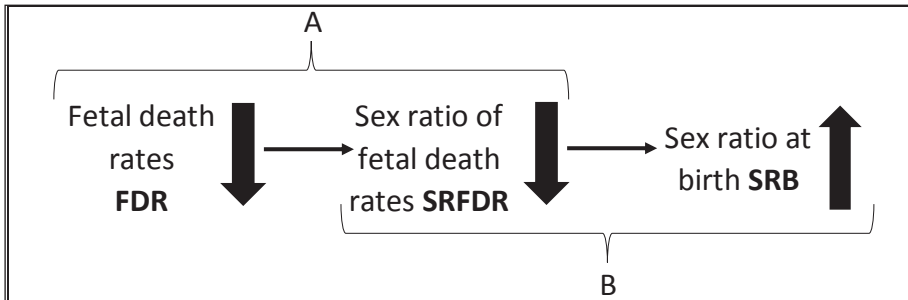 A
Fetal death
rates
FDR
Sex ratio of
fetal death
rates SRFDR
Sex ratio at
birth SRB
B